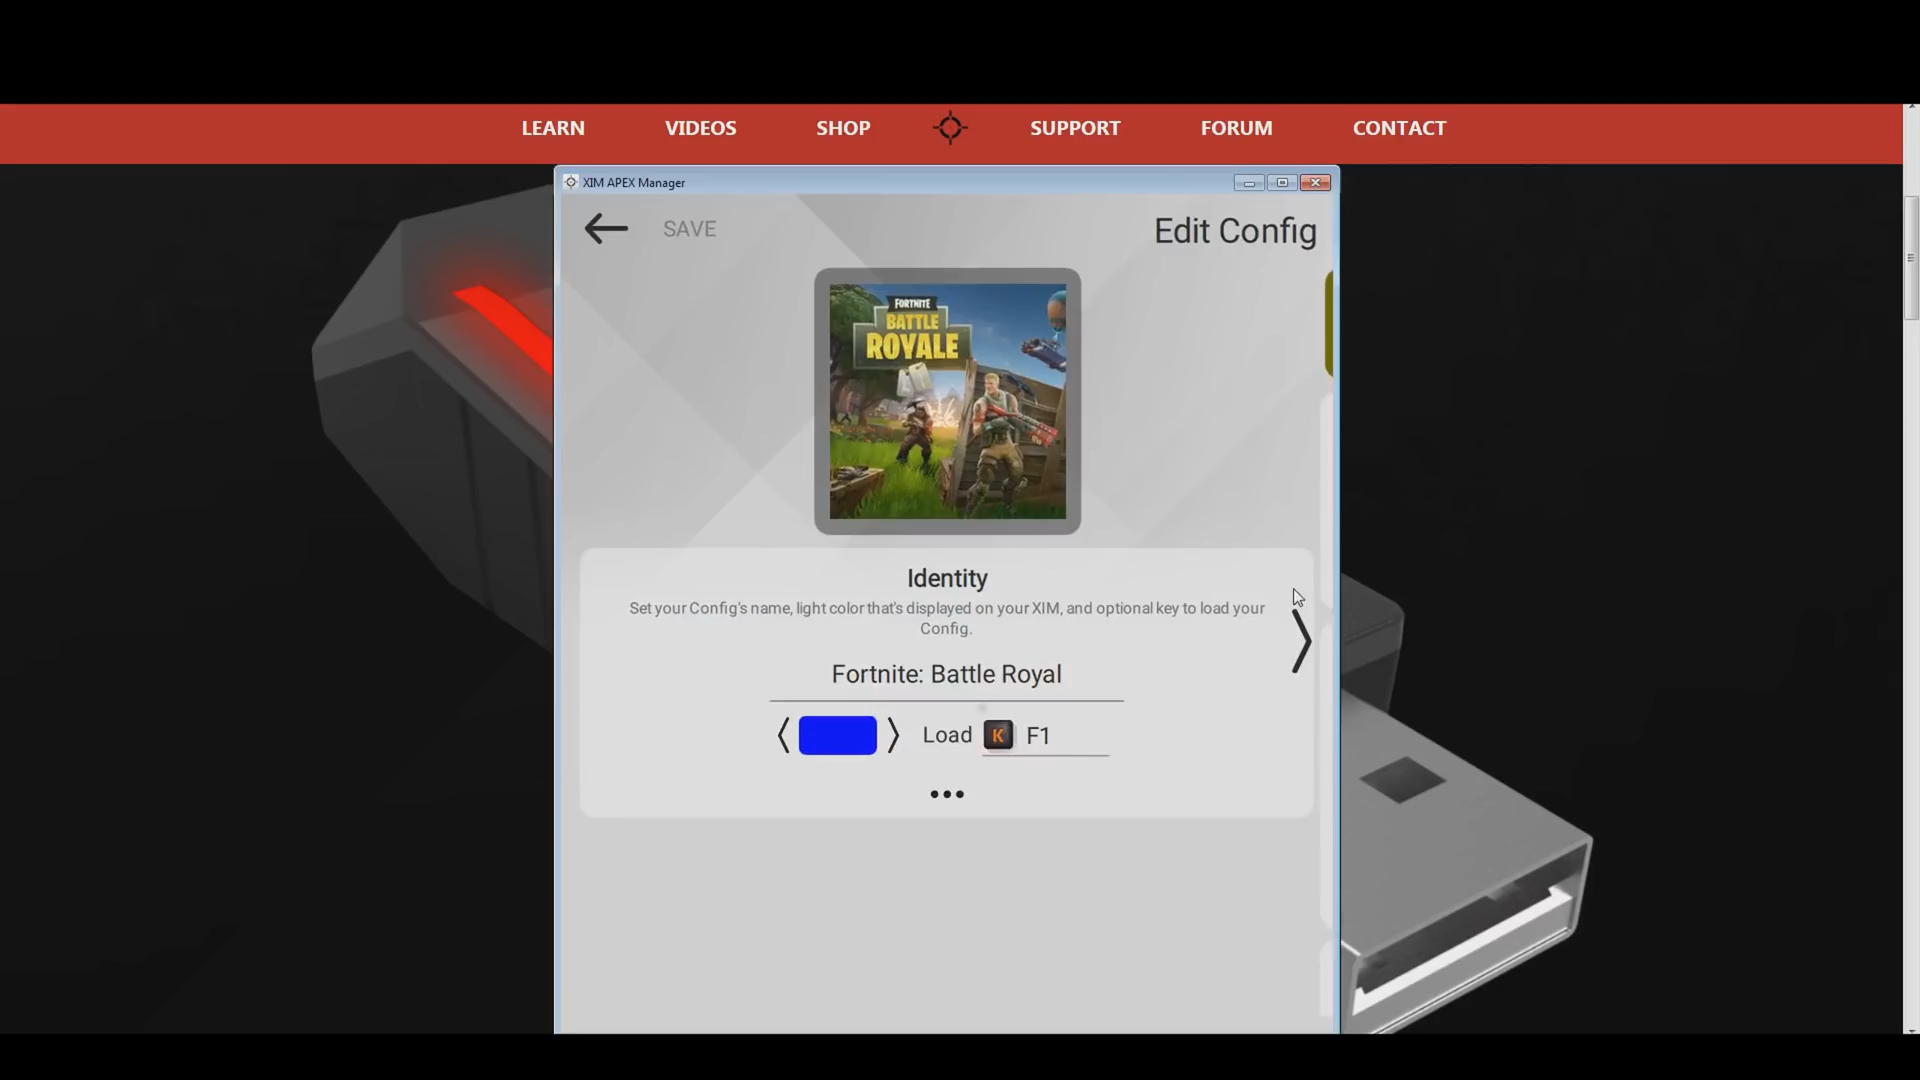 LEARN VIDEOS SHOP SUPPORT FORUM CONTACT
XIM APEX Manager
SAVE
Edit Config
FORTNITE
BATTLE
ROYALE
Identity
Set your Config's name, light color that's displayed on your XIM, and optional key to load your
Config.
Fortnite: Battle Royal
Load K F1